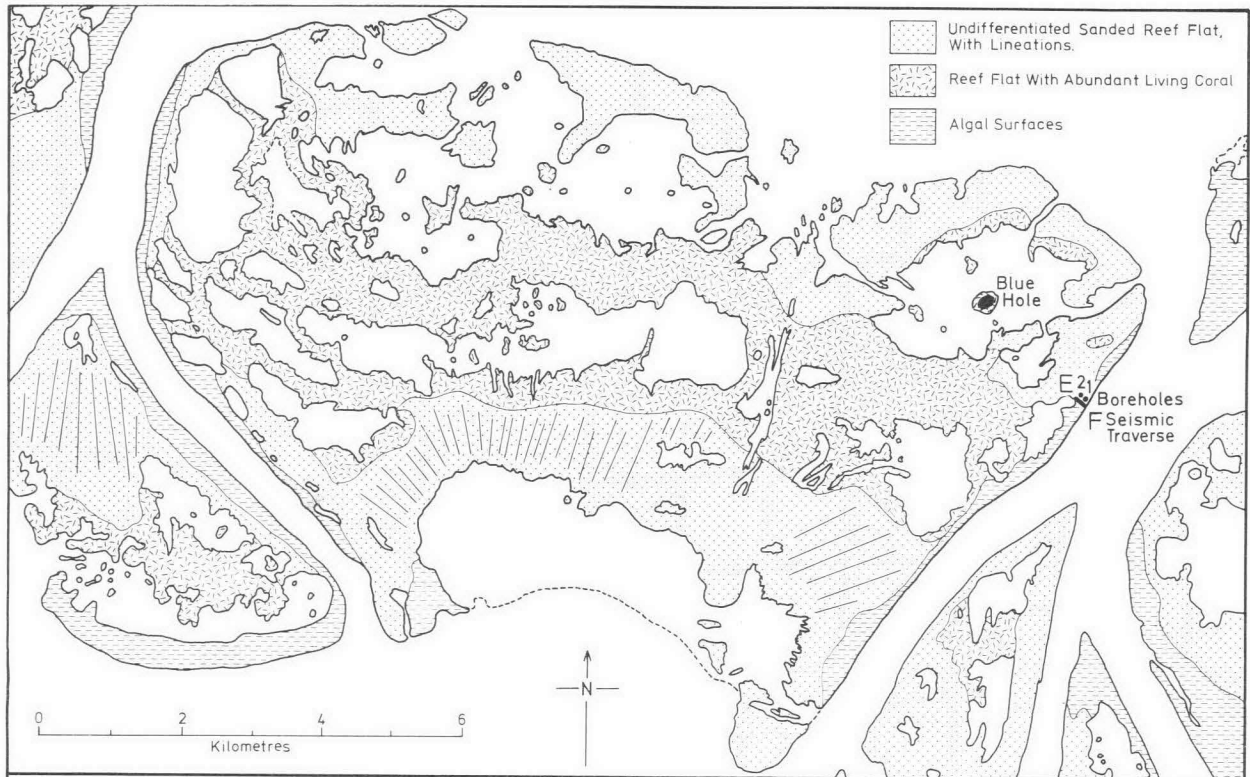 Undifferentiated Sanded Reef Flat,
With Lineations.
Reef Flat With Abundant Living Coral
Algal Surfaces
Blue
Hole
E 2 1 Boreholes
F Seismic
Traverse
N
0 2 4 6
Kilometres